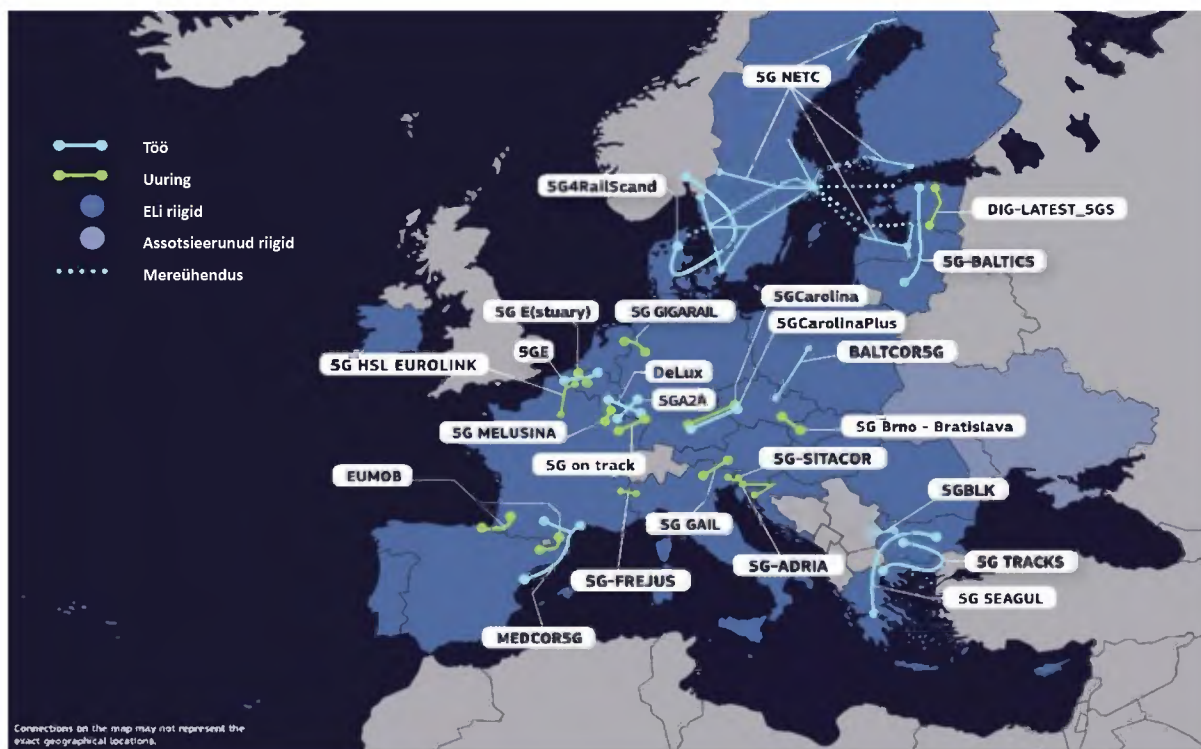 Töö
Uuring
ELi riigid
Assotsieerunud riigid
Mereühendus
5G NETC
5G4RailScand
DIG-LATEST_5GS
5G-BALTICS
5GCarolina
5G E(stuary)
5G GIGARAIL
5GCarolinaPlus
5GE
BALTCOR5G
5G HSL EUROLINK
DeLux
5GA2A
5G MELUSINA
5G Brno - Bratislava
5G on track
5G-SITACOR
EUMOB
5GBLK
5G GAIL
5G-ADRIA
5G TRACKS
5G-FREJUS
5G SEAGUL
MEDCOR5G
Connections on the map may not represent the
exact geographical locations.